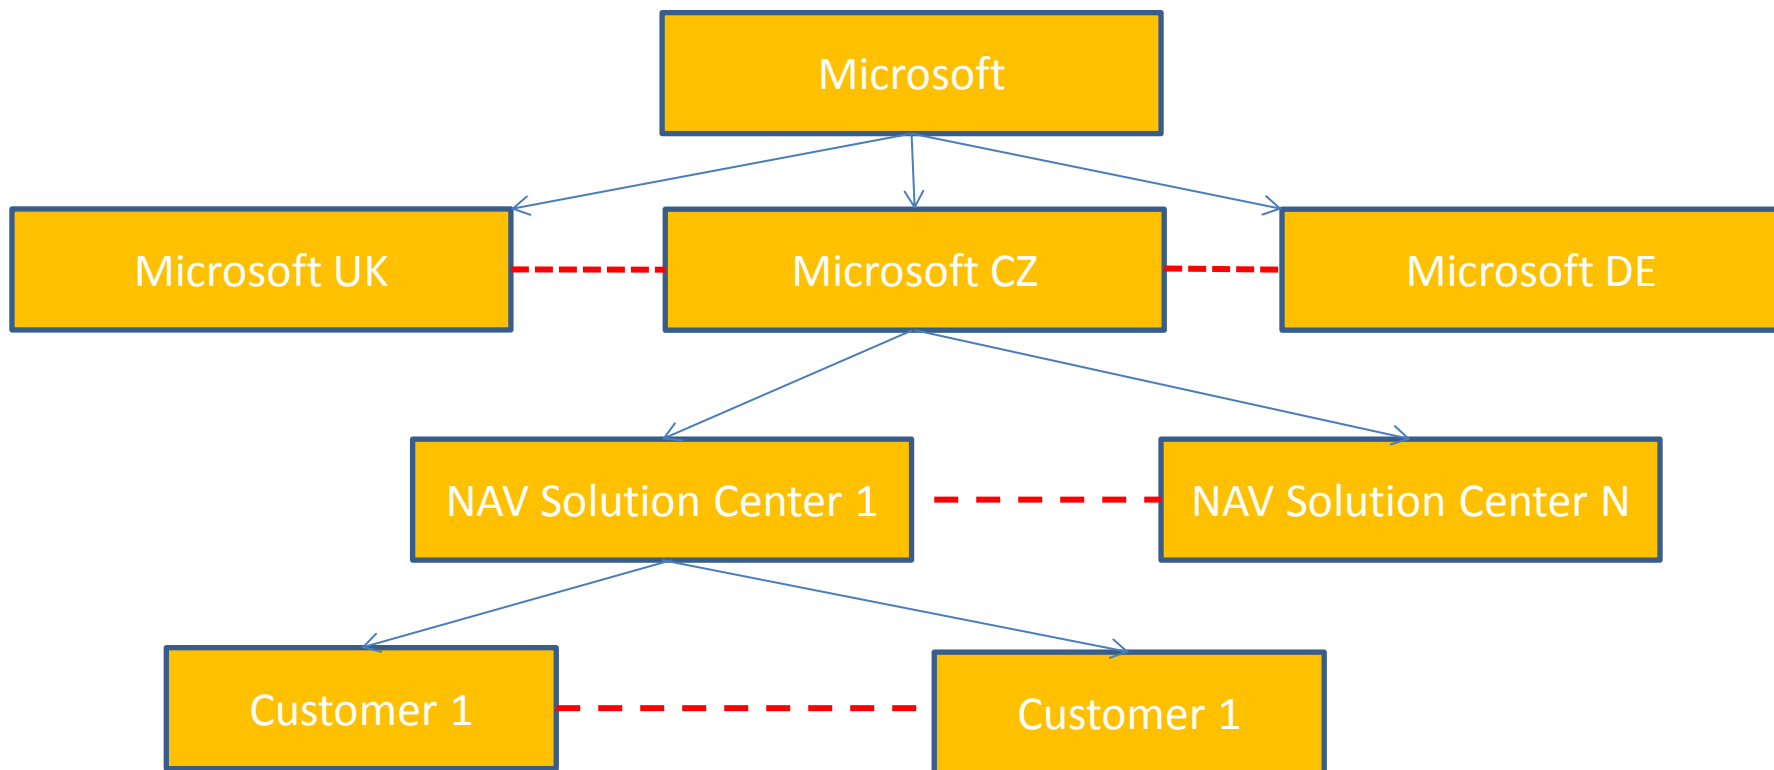 Microsoft
Microsoft UK
Microsoft CZ
Microsoft DE
NAV Solution Center 1
NAV Solution Center N
Customer 1
Customer 1